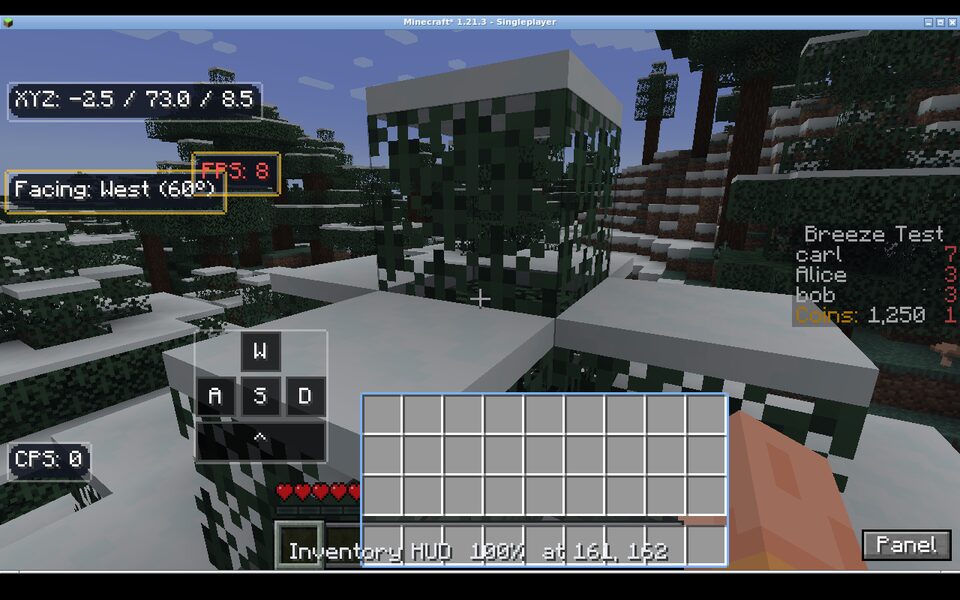 Minecraft* 1.21.3 - Singleplayer
XYZ: -2.5 / 73.0 / 8.5
FPS: 8
Facing: West (60°)
Breeze Test
carl 7
Alice 3
bob 3
Coins: 1,250 1
W
A S D
^
CPS: 0
Inventory HUD 100% at 161, 162
Panel